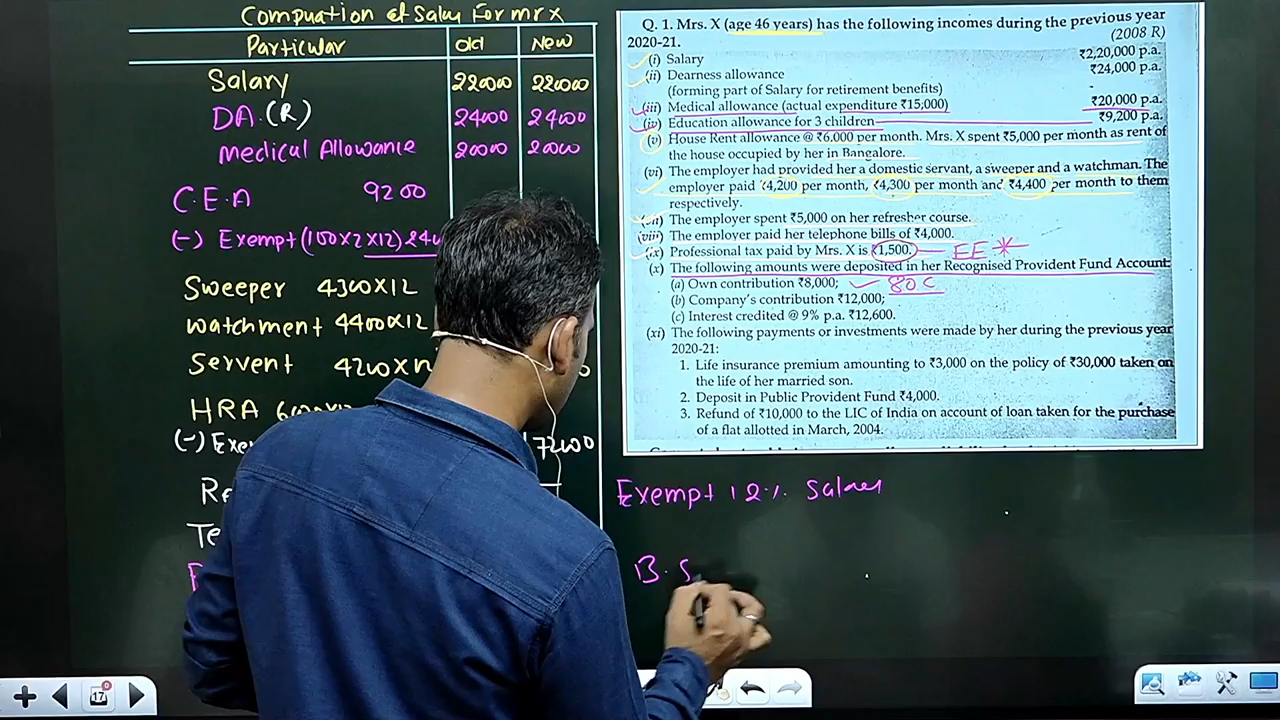 Compuation of Salary For mr x
Particular Old New
Salary 220000 220000
DA.(R) 24000 24000
Medical Allowance 20000 20000
C.E.A 9200
(-) Exempt (100x2x12) 240
Sweeper 4300x12
Watchment 4400x12
Servent 4200x12
HRA 6000x12
(-) Exe 72000
Re
Te
Q. 1. Mrs. X (age 46 years) has the following incomes during the previous year
2020-21. (2008 R)
(i) Salary ₹2,20,000 p.a.
(ii) Dearness allowance ₹24,000 p.a.
(forming part of Salary for retirement benefits)
(iii) Medical allowance (actual expenditure ₹15,000) ₹20,000 p.a.
(iv) Education allowance for 3 children ₹9,200 p.a.
(v) House Rent allowance @ ₹6,000 per month. Mrs. X spent ₹5,000 per month as rent of
the house occupied by her in Bangalore.
(vi) The employer had provided her a domestic servant, a sweeper and a watchman. The
employer paid ₹4,200 per month, ₹4,300 per month and ₹4,400 per month to them
respectively.
(vii) The employer spent ₹5,000 on her refresher course.
(viii) The employer paid her telephone bills of ₹4,000.
(ix) Professional tax paid by Mrs. X is ₹1,500. EE *
(x) The following amounts were deposited in her Recognised Provident Fund Account:
(a) Own contribution ₹8,000; 80 C
(b) Company's contribution ₹12,000;
(c) Interest credited @ 9% p.a. ₹12,600.
(xi) The following payments or investments were made by her during the previous year
2020-21:
1. Life insurance premium amounting to ₹3,000 on the policy of ₹30,000 taken on
the life of her married son.
2. Deposit in Public Provident Fund ₹4,000.
3. Refund of ₹10,000 to the LIC of India on account of loan taken for the purchase
of a flat allotted in March, 2004.
Exempt 12% Salary
B.S
17